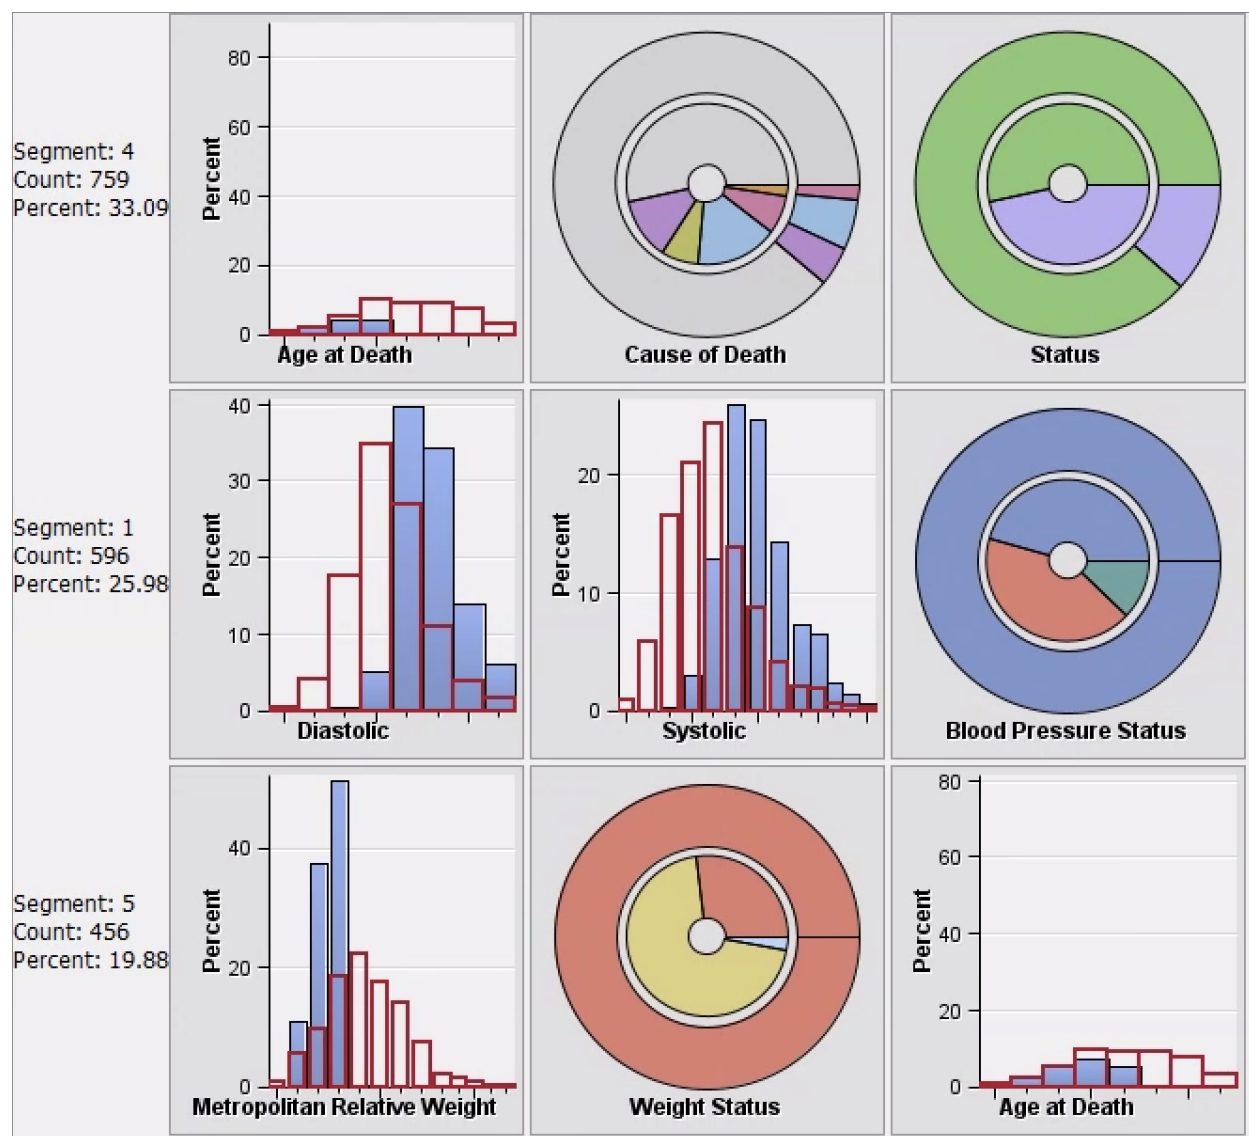 Segment: 4
Count: 759
Percent: 33.09
Percent
80
60
40
20
0
Age at Death
Cause of Death
Status
Segment: 1
Count: 596
Percent: 25.98
Percent
40
30
20
10
0
Diastolic
Percent
20
10
0
Systolic
Blood Pressure Status
Segment: 5
Count: 456
Percent: 19.88
Percent
40
20
0
Metropolitan Relative Weight
Weight Status
Percent
80
60
40
20
0
Age at Death